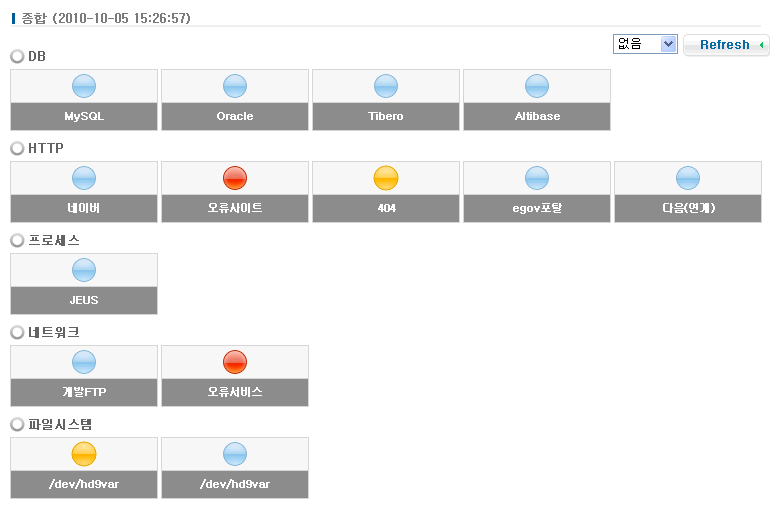 종합 (2010-10-05 15:26:57)
없음 Refresh
DB
MySQL Oracle Tibero Altibase
HTTP
네이버 오류사이트 404 egov포탈 다음(연계)
프로세스
JEUS
네트워크
개발FTP 오류서비스
파일시스템
/dev/hd9var /dev/hd9var